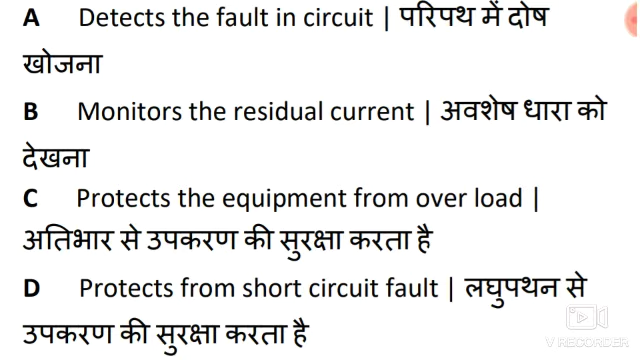 A Detects the fault in circuit | परिपथ में दोष
खोजना
B Monitors the residual current | अवशेष धारा को
देखना
C Protects the equipment from over load |
अतिभार से उपकरण की सुरक्षा करता है
D Protects from short circuit fault | लघुपथन से
उपकरण की सुरक्षा करता है
V RECORDER